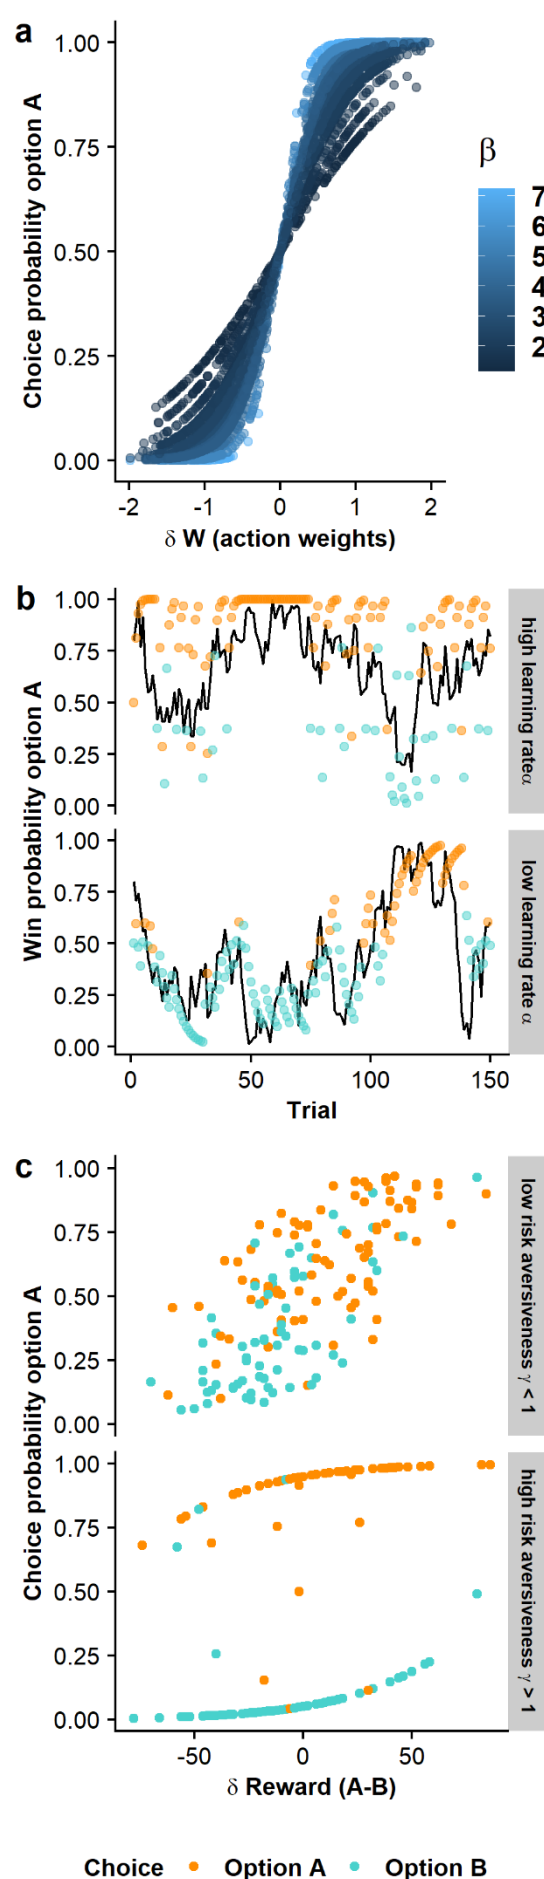 a
Choice probability option A
1.00
0.75
0.50
0.25
0.00
-2 -1 0 1 2
δ W (action weights)
β
7
6
5
4
3
2
b
Win probability option A
1.00
0.75
0.50
0.25
0.00
high learning rateα
1.00
0.75
0.50
0.25
0.00
low learning rate α
0 50 100 150
Trial
c
Choice probability option A
1.00
0.75
0.50
0.25
0.00
low risk aversiveness γ < 1
1.00
0.75
0.50
0.25
0.00
high risk aversiveness γ > 1
-50 0 50
δ Reward (A-B)
Choice Option A Option B